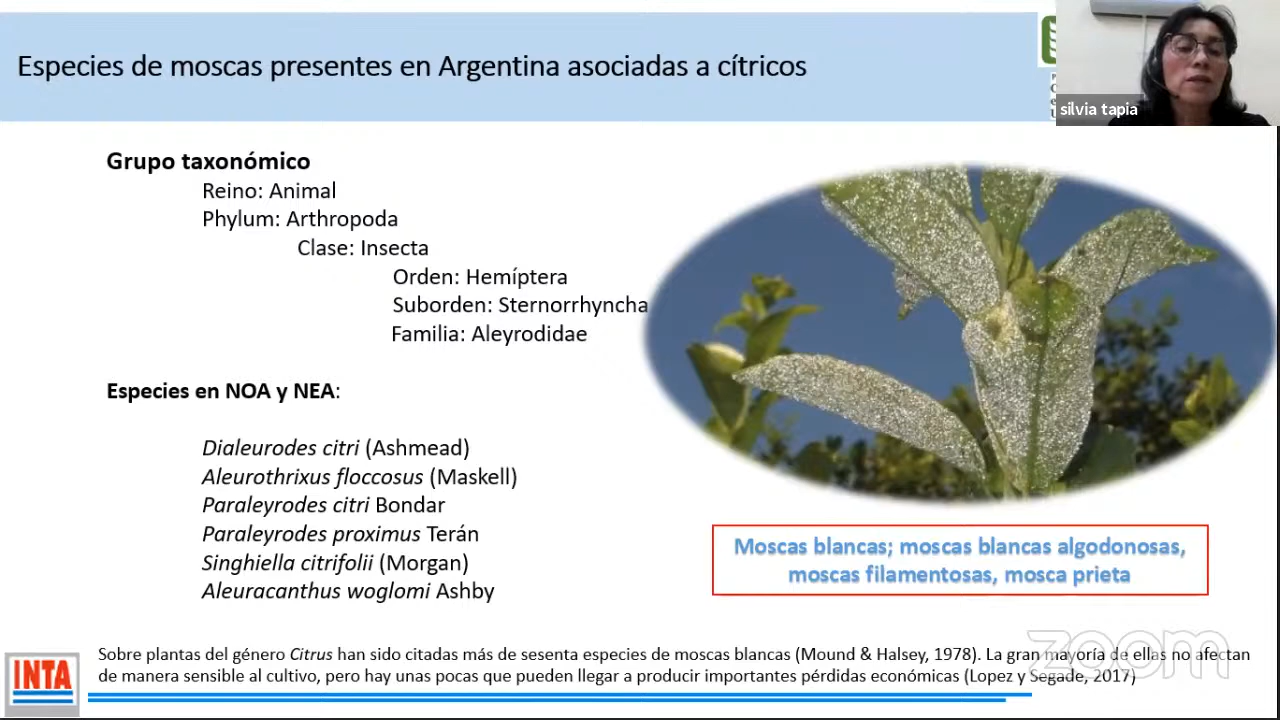 Especies de moscas presentes en Argentina asociadas a cítricos
silvia tapia
Grupo taxonómico
Reino: Animal
Phylum: Arthropoda
Clase: Insecta
Orden: Hemíptera
Suborden: Sternorrhyncha
Familia: Aleyrodidae
Especies en NOA y NEA:
Dialeurodes citri (Ashmead)
Aleurothrixus floccosus (Maskell)
Paraleyrodes citri Bondar
Paraleyrodes proximus Terán
Singhiella citrifolii (Morgan)
Aleuracanthus woglomi Ashby
Moscas blancas; moscas blancas algodonosas,
moscas filamentosas, mosca prieta
zoom
Sobre plantas del género Citrus han sido citadas más de sesenta especies de moscas blancas (Mound & Halsey, 1978). La gran mayoría de ellas no afectan
de manera sensible al cultivo, pero hay unas pocas que pueden llegar a producir importantes pérdidas económicas (Lopez y Segade, 2017)
INTA